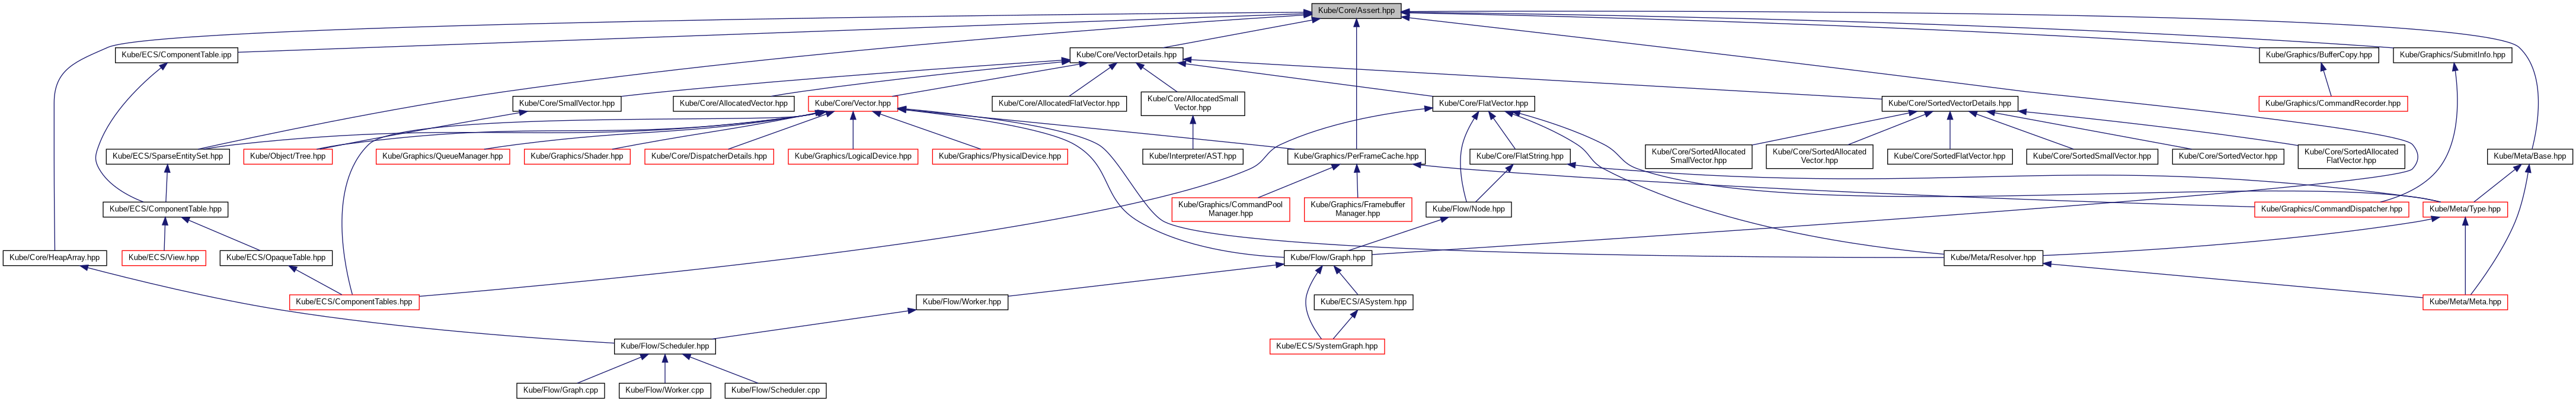 Kube/Core/Assert.hpp
Kube/ECS/ComponentTable.ipp
Kube/Core/VectorDetails.hpp
Kube/Graphics/BufferCopy.hpp
Kube/Graphics/SubmitInfo.hpp
Kube/Core/SmallVector.hpp
Kube/Core/AllocatedVector.hpp
Kube/Core/Vector.hpp
Kube/Core/AllocatedFlatVector.hpp
Kube/Core/AllocatedSmall
Vector.hpp
Kube/Core/FlatVector.hpp
Kube/Core/SortedVectorDetails.hpp
Kube/Graphics/CommandRecorder.hpp
Kube/ECS/SparseEntitySet.hpp
Kube/Object/Tree.hpp
Kube/Graphics/QueueManager.hpp
Kube/Graphics/Shader.hpp
Kube/Core/DispatcherDetails.hpp
Kube/Graphics/LogicalDevice.hpp
Kube/Graphics/PhysicalDevice.hpp
Kube/Interpreter/AST.hpp
Kube/Graphics/PerFrameCache.hpp
Kube/Core/FlatString.hpp
Kube/Core/SortedAllocated
SmallVector.hpp
Kube/Core/SortedAllocated
Vector.hpp
Kube/Core/SortedFlatVector.hpp
Kube/Core/SortedSmallVector.hpp
Kube/Core/SortedVector.hpp
Kube/Core/SortedAllocated
FlatVector.hpp
Kube/Meta/Base.hpp
Kube/ECS/ComponentTable.hpp
Kube/Graphics/CommandPool
Manager.hpp
Kube/Graphics/Framebuffer
Manager.hpp
Kube/Flow/Node.hpp
Kube/Graphics/CommandDispatcher.hpp
Kube/Meta/Type.hpp
Kube/Core/HeapArray.hpp
Kube/ECS/View.hpp
Kube/ECS/OpaqueTable.hpp
Kube/Flow/Graph.hpp
Kube/Meta/Resolver.hpp
Kube/ECS/ComponentTables.hpp
Kube/Flow/Worker.hpp
Kube/ECS/ASystem.hpp
Kube/Meta/Meta.hpp
Kube/Flow/Scheduler.hpp
Kube/ECS/SystemGraph.hpp
Kube/Flow/Graph.cpp
Kube/Flow/Worker.cpp
Kube/Flow/Scheduler.cpp